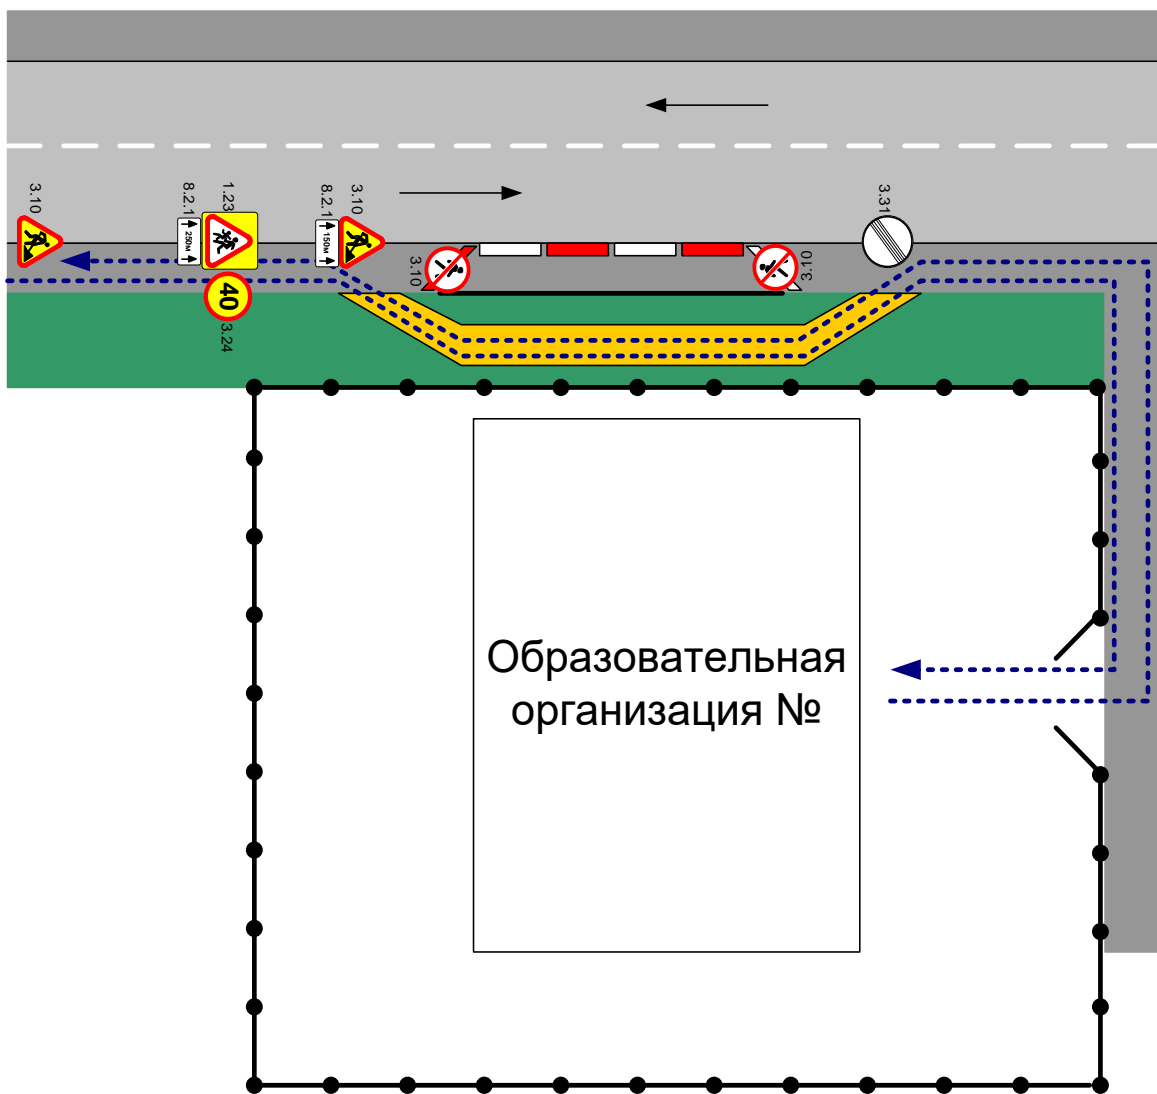 3.10
8.2.1
250м
1.23
40
3.24
8.2.1
150м
3.10
3.10
3.10
3.31
Образовательная
организация №